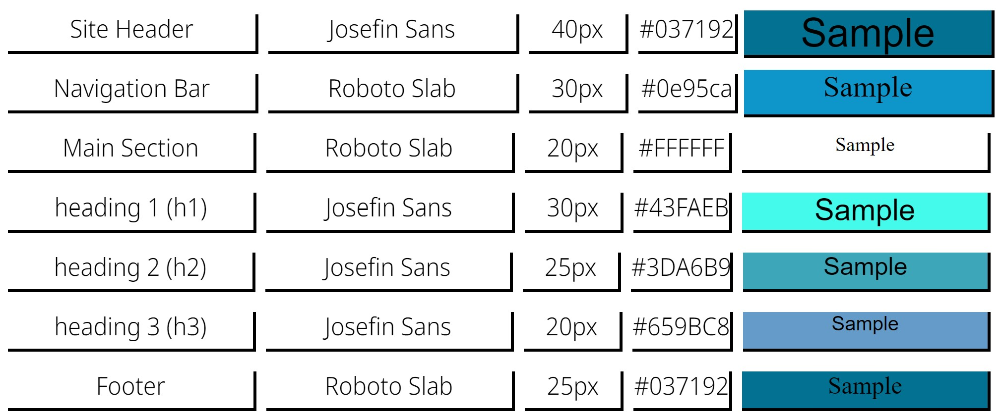 Site Header Josefin Sans 40px #037192 Sample
Navigation Bar Roboto Slab 30px #0e95ca Sample
Main Section Roboto Slab 20px #FFFFFF Sample
heading 1 (h1) Josefin Sans 30px #43FAEB Sample
heading 2 (h2) Josefin Sans 25px #3DA6B9 Sample
heading 3 (h3) Josefin Sans 20px #659BC8 Sample
Footer Roboto Slab 25px #037192 Sample